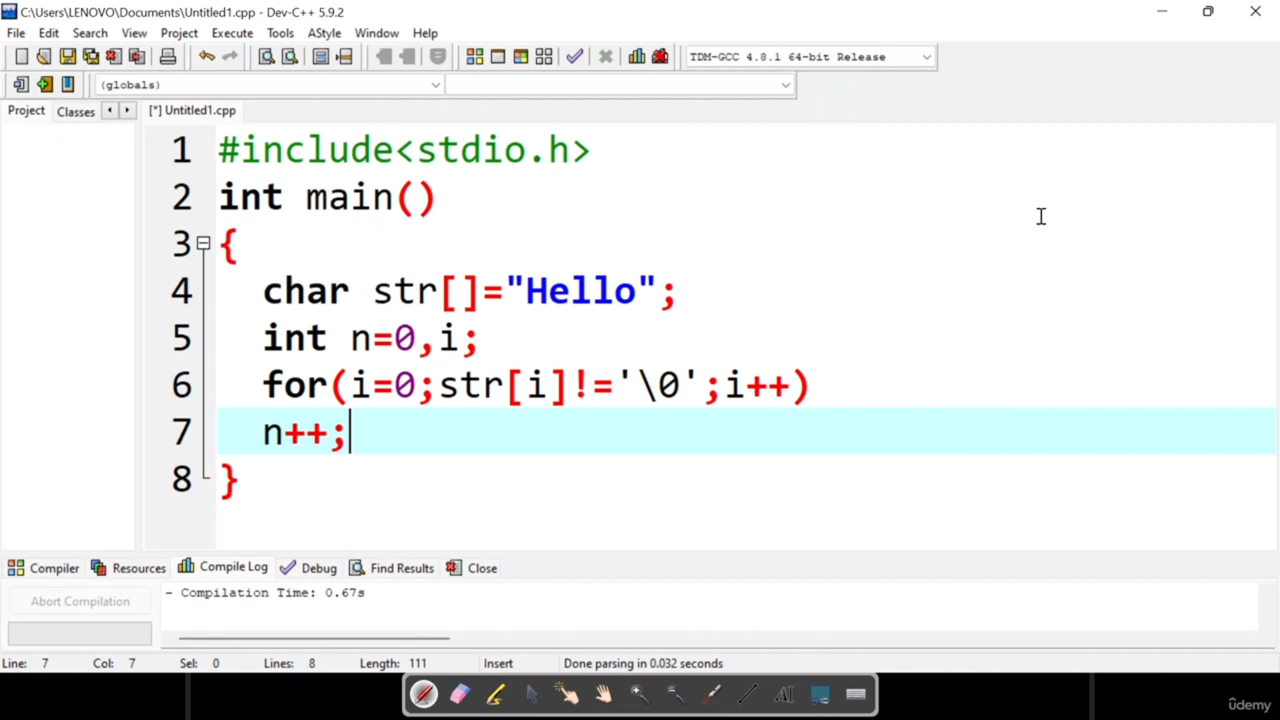 C:\Users\LENOVO\Documents\Untitled1.cpp - Dev-C++ 5.9.2
File Edit Search View Project Execute Tools AStyle Window Help
TDM-GCC 4.8.1 64-bit Release
(globals)
Project Classes [*] Untitled1.cpp
1 #include<stdio.h>
2 int main()
3 {
4 char str[]="Hello";
5 int n=0,i;
6 for(i=0;str[i]!='\0';i++)
7 n++;
8 }
Compiler Resources Compile Log Debug Find Results Close
Abort Compilation
- Compilation Time: 0.67s
Line: 7 Col: 7 Sel: 0 Lines: 8 Length: 111 Insert Done parsing in 0.032 seconds
AI
ûdemy